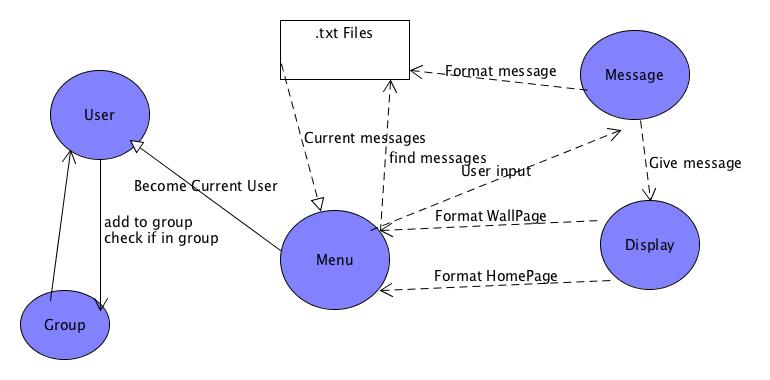 .txt Files
Format message
Message
User
Current messages
find messages
User input
Give message
Become Current User
add to group
check if in group
Format WallPage
Display
Menu
Format HomePage
Group